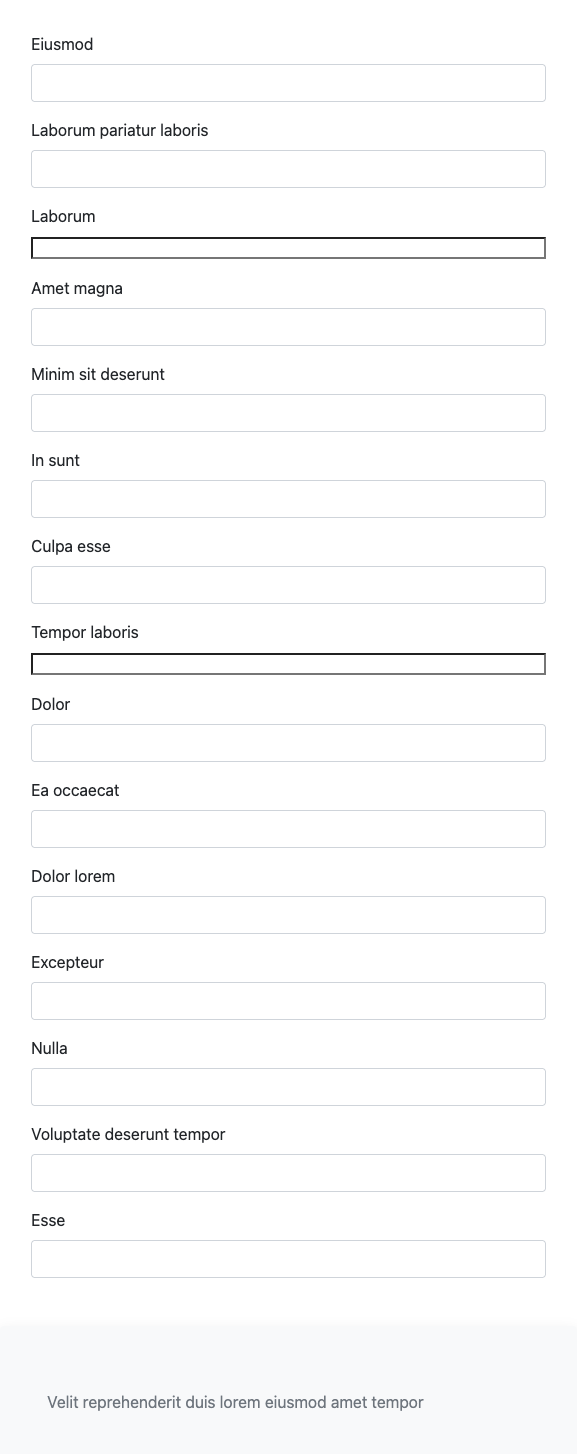 Eiusmod
Laborum pariatur laboris
Laborum
Amet magna
Minim sit deserunt
In sunt
Culpa esse
Tempor laboris
Dolor
Ea occaecat
Dolor lorem
Excepteur
Nulla
Voluptate deserunt tempor
Esse
Velit reprehenderit duis lorem eiusmod amet tempor